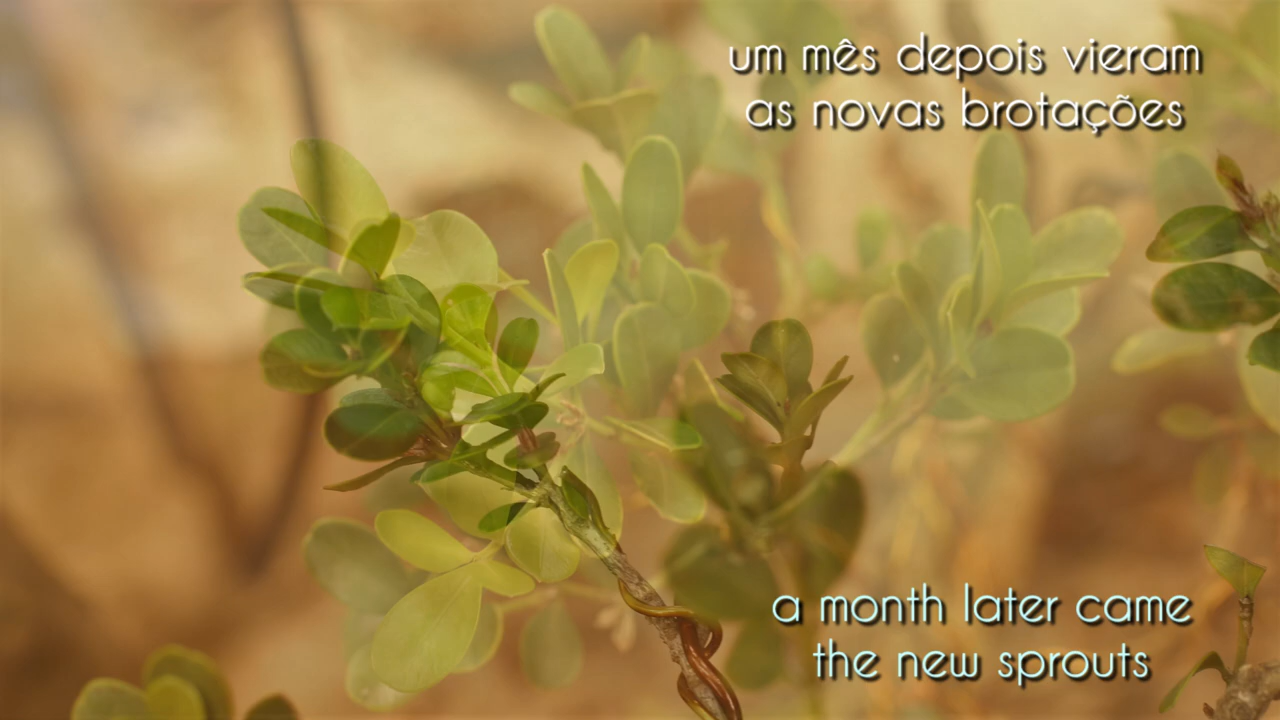 um mês depois vieram
as novas brotações
a month later came
the new sprouts